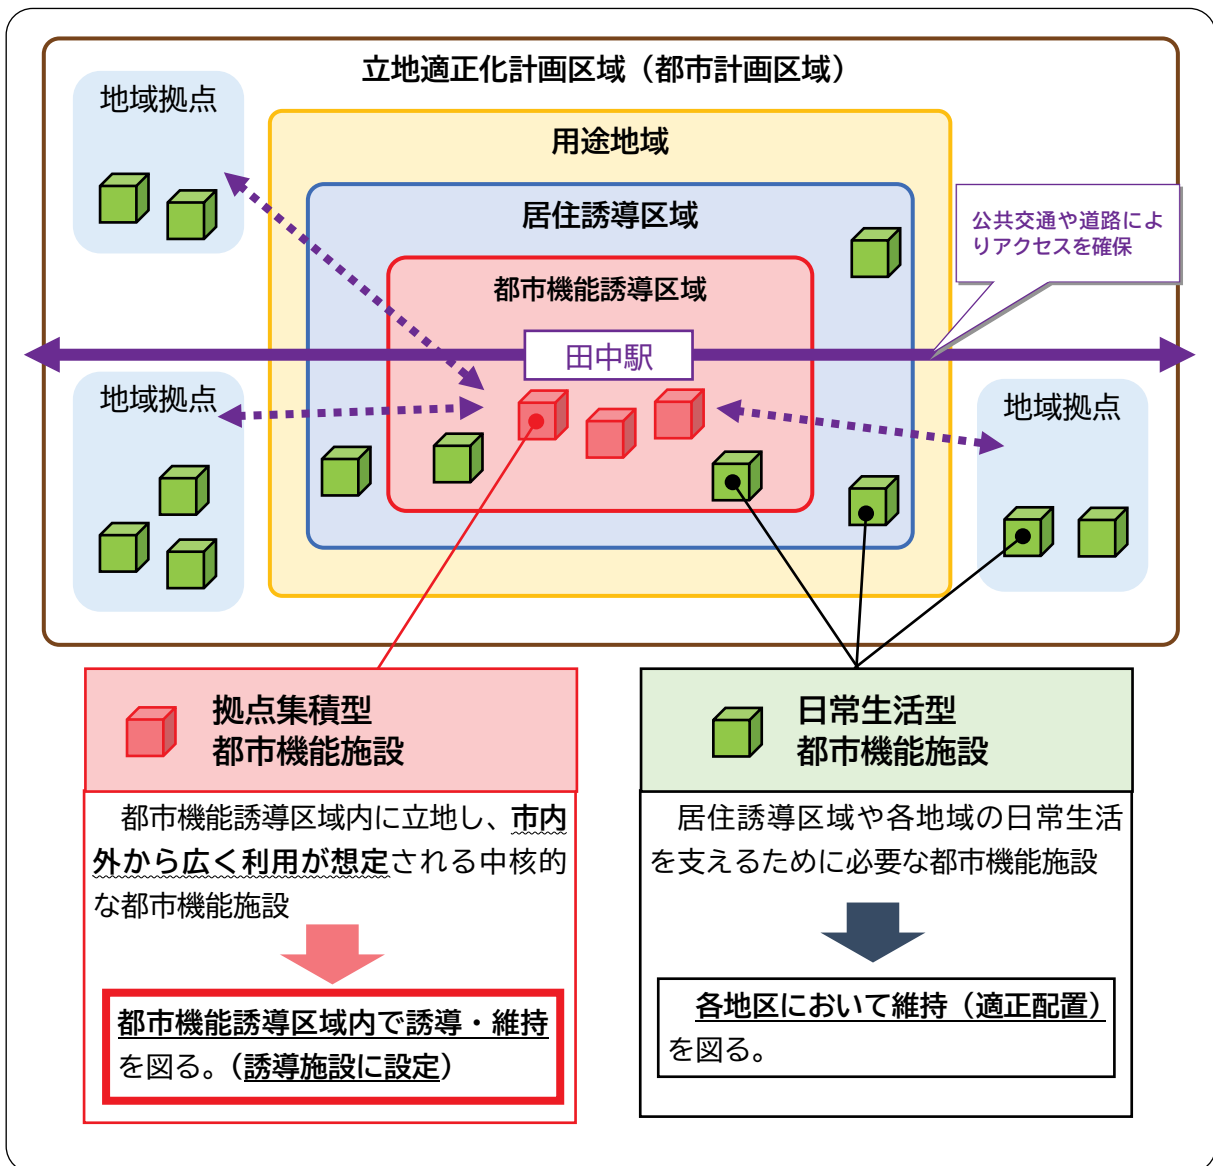 立地適正化計画区域（都市計画区域）
地域拠点
用途地域
居住誘導区域
公共交通や道路によ
りアクセスを確保
都市機能誘導区域
田中駅
地域拠点
地域拠点
拠点集積型
都市機能施設
都市機能誘導区域内に立地し、市内
外から広く利用が想定される中核的
な都市機能施設
都市機能誘導区域内で誘導・維持
を図る。（誘導施設に設定）
日常生活型
都市機能施設
居住誘導区域や各地域の日常生活
を支えるために必要な都市機能施設
各地区において維持（適正配置）
を図る。